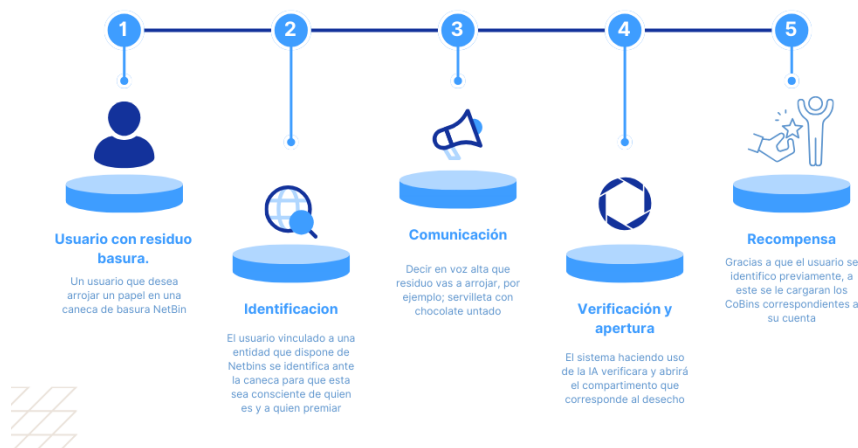 1
2
3
4
5
Usuario con residuo
basura.
Un usuario que desea
arrojar un papel en una
caneca de basura NetBin
Identificacion
El usuario vinculado a una
entidad que dispone de
Netbins se identifica ante
la caneca para que esta
sea consciente de quien
es y a quien premiar
Comunicación
Decir en voz alta que
residuo vas a arrojar, por
ejemplo; servilleta con
chocolate untado
Verificación y
apertura
El sistema haciendo uso
de la IA verificara y abrirá
el compartimento que
corresponde al desecho
Recompensa
Gracias a que el usuario se
identifico previamente, a
este se le cargaran los
CoBins correspondientes a
su cuenta